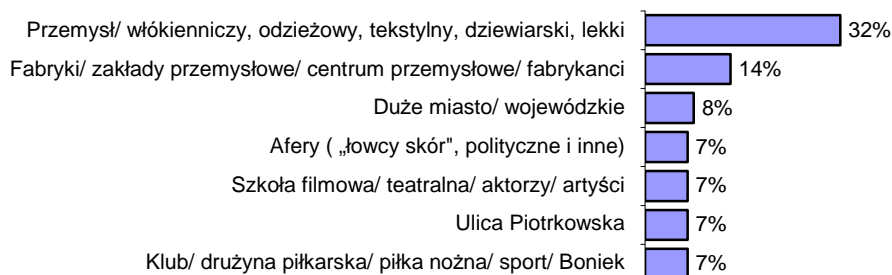 Przemysł/ włókienniczy, odzieżowy, tekstylny, dziewiarski, lekki 32%
Fabryki/ zakłady przemysłowe/ centrum przemysłowe/ fabrykanci 14%
Duże miasto/ wojewódzkie 8%
Afery ( „łowcy skór", polityczne i inne) 7%
Szkoła filmowa/ teatralna/ aktorzy/ artyści 7%
Ulica Piotrkowska 7%
Klub/ drużyna piłkarska/ piłka nożna/ sport/ Boniek 7%